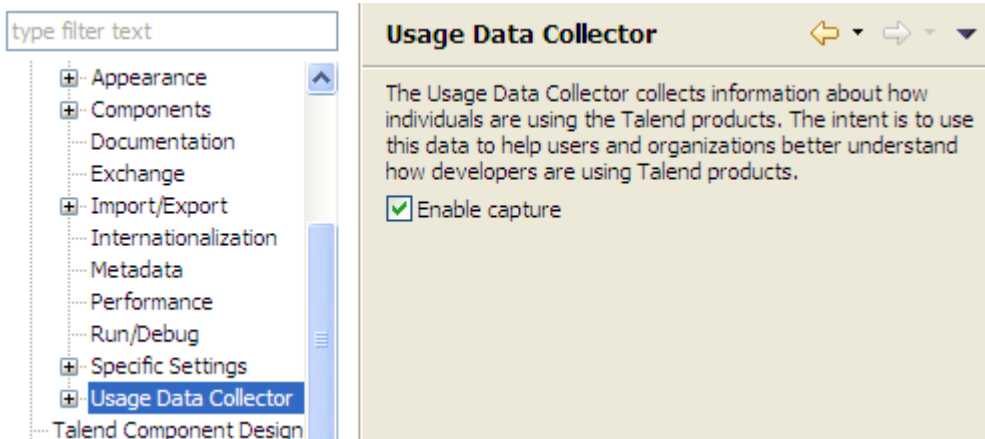 type filter text
Appearance
Components
Documentation
Exchange
Import/Export
Internationalization
Metadata
Performance
Run/Debug
Specific Settings
Usage Data Collector
Talend Component Design
Usage Data Collector
The Usage Data Collector collects information about how
individuals are using the Talend products. The intent is to use
this data to help users and organizations better understand
how developers are using Talend products.
Enable capture